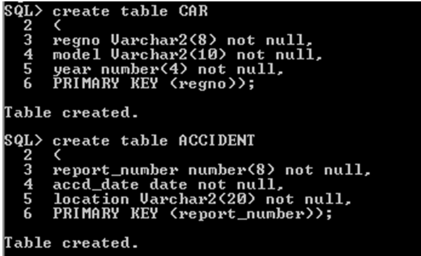 SQL> create table CAR
2 (
3 regno Varchar2(8) not null,
4 model Varchar2(10) not null,
5 year number(4) not null,
6 PRIMARY KEY (regno));
Table created.
SQL> create table ACCIDENT
2 (
3 report_number number(8) not null,
4 accd_date date not null,
5 location Varchar2(20) not null,
6 PRIMARY KEY (report_number));
Table created.